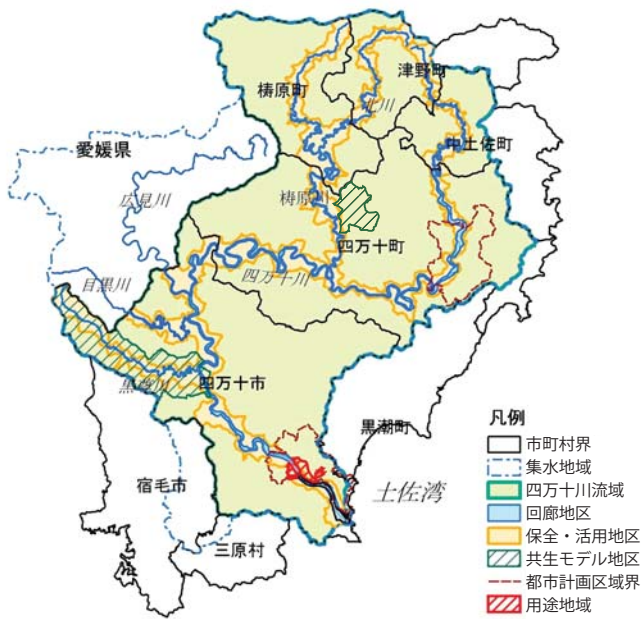 津野町
梼原町
北川
中土佐町
愛媛県
広見川
梼原川
四万十町
四万十川
目黒川
黒尊川
四万十市
黒潮町
土佐湾
宿毛市
三原村
凡例
市町村界
集水地域
四万十川流域
回廊地区
保全・活用地区
共生モデル地区
都市計画区域界
用途地域